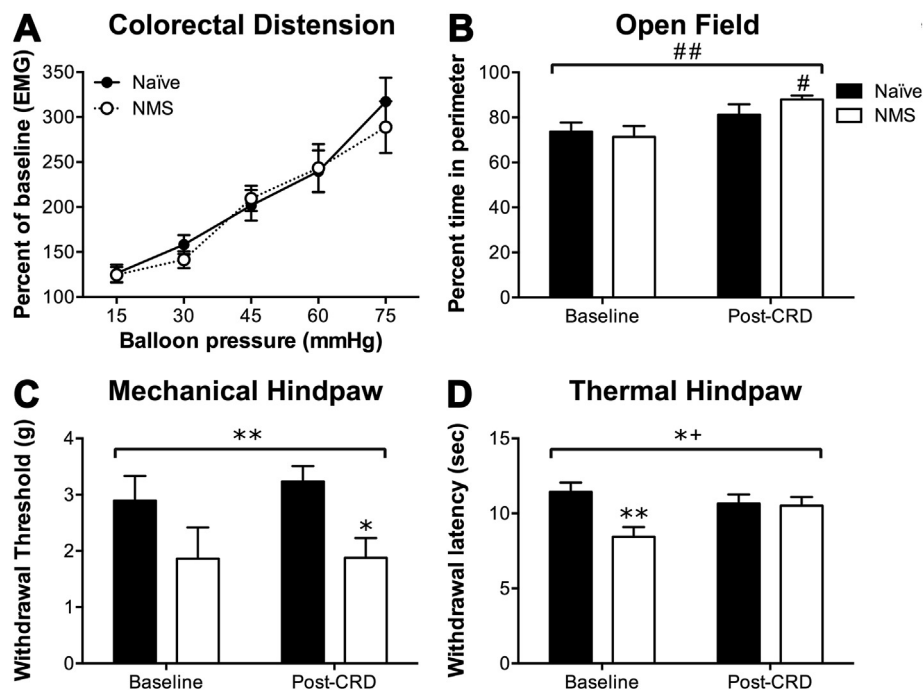 A Colorectal Distension
Percent of baseline (EMG)
350
300
250
200
150
100
Naïve
NMS
15 30 45 60 75
Balloon pressure (mmHg)
B Open Field
Percent time in perimeter
100
80
60
40
20
0
##
#
Naïve
NMS
Baseline Post-CRD
C Mechanical Hindpaw
Withdrawal Threshold (g)
4
3
2
1
0
**
*
Baseline Post-CRD
D Thermal Hindpaw
Withdrawal latency (sec)
15
10
5
0
*+
**
Baseline Post-CRD